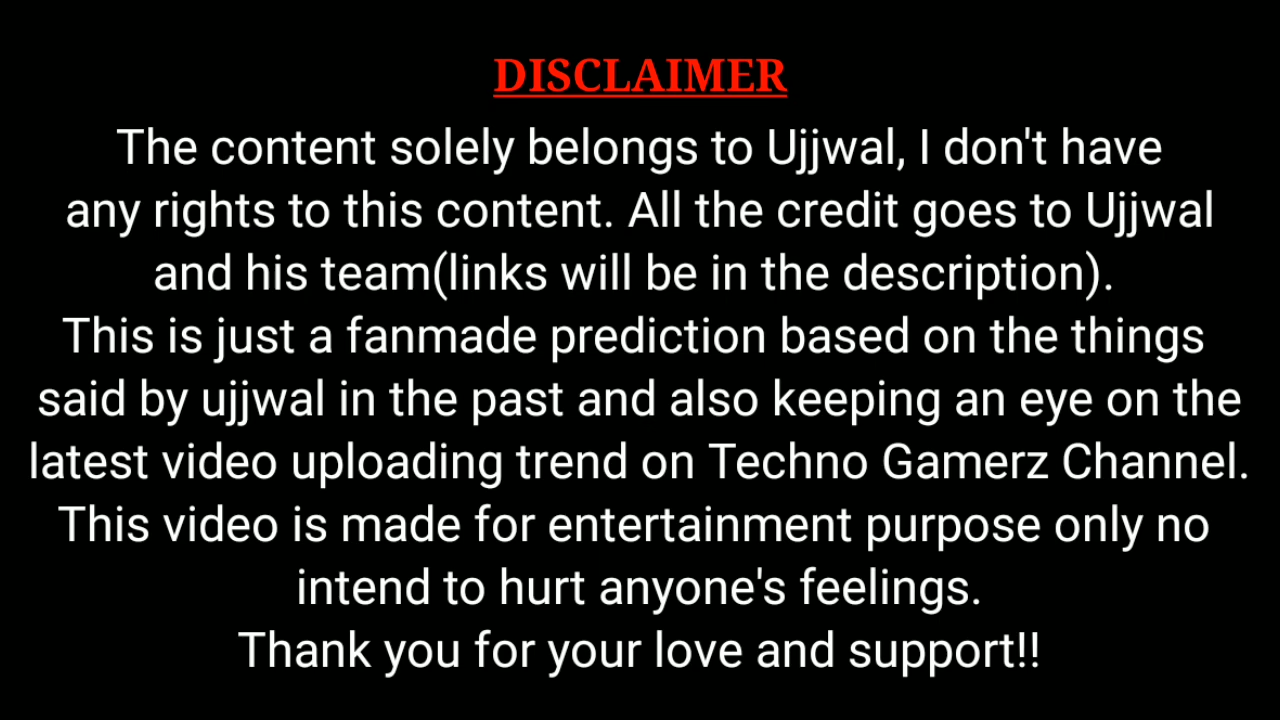 DISCLAIMER
The content solely belongs to Ujjwal, I don't have
any rights to this content. All the credit goes to Ujjwal
and his team(links will be in the description).
This is just a fanmade prediction based on the things
said by ujjwal in the past and also keeping an eye on the
latest video uploading trend on Techno Gamerz Channel.
This video is made for entertainment purpose only no
intend to hurt anyone's feelings.
Thank you for your love and support!!